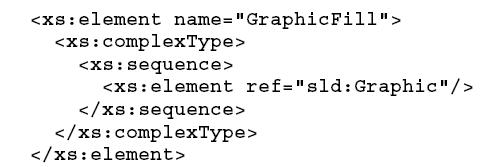 <xs:element name="GraphicFill">
  <xs:complexType>
    <xs:sequence>
      <xs:element ref="sld:Graphic"/>
    </xs:sequence>
  </xs:complexType>
</xs:element>